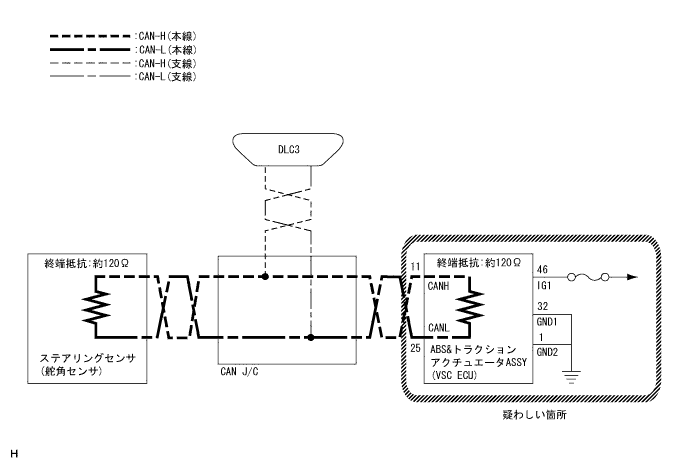 :CAN-H(本線)
:CAN-L(本線)
:CAN-H(支線)
:CAN-L(支線)
DLC3
終端抵抗:約120Ω
ステアリングセンサ
(舵角センサ)
CAN J/C
11
25
終端抵抗:約120Ω
CANH
CANL
ABS&トラクション
アクチュエータASSY
(VSC ECU)
46
IG1
32
GND1
1
GND2
疑わしい箇所
H